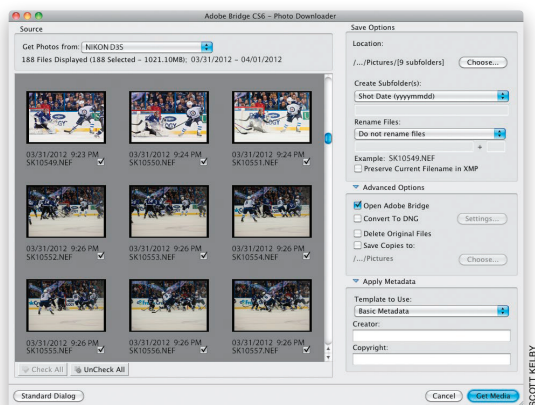 Adobe Bridge CS6 – Photo Downloader
Source
Get Photos from: NIKON D3S
188 Files Displayed (188 Selected – 1021.10MB); 03/31/2012 – 04/01/2012
03/31/2012 9:23 PM
SK10549.NEF
03/31/2012 9:24 PM
SK10550.NEF
03/31/2012 9:24 PM
SK10551.NEF
03/31/2012 9:26 PM
SK10552.NEF
03/31/2012 9:26 PM
SK10553.NEF
03/31/2012 9:26 PM
SK10554.NEF
03/31/2012 9:26 PM
SK10555.NEF
03/31/2012 9:26 PM
SK10556.NEF
03/31/2012 9:26 PM
SK10557.NEF
Check All
UnCheck All
Standard Dialog
Save Options
Location:
/.../Pictures/[9 subfolders]
Choose...
Create Subfolder(s):
Shot Date (yyyymmdd)
Rename Files:
Do not rename files
+
Example: SK10549.NEF
Preserve Current Filename in XMP
Advanced Options
Open Adobe Bridge
Convert To DNG
Settings...
Delete Original Files
Save Copies to:
/.../Pictures
Choose...
Apply Metadata
Template to Use:
Basic Metadata
Creator:
Copyright:
Cancel
Get Media
SCOTT KELBY